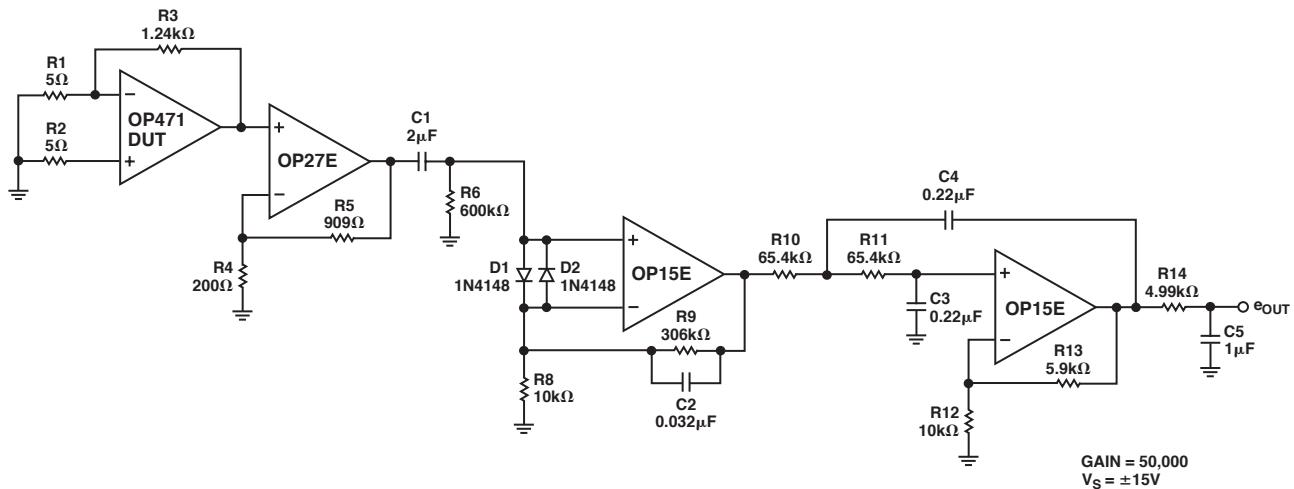 R3
1.24kΩ
R1
5Ω
−
OP471
DUT
R2
5Ω
+
+
OP27E
−
R5
909Ω
R4
200Ω
C1
2μF
R6
600kΩ
D1
1N4148
D2
1N4148
+
OP15E
−
R9
306kΩ
C2
0.032μF
R8
10kΩ
R10
65.4kΩ
R11
65.4kΩ
C4
0.22μF
C3
0.22μF
+
OP15E
−
R13
5.9kΩ
R12
10kΩ
R14
4.99kΩ
eOUT
C5
1μF
GAIN = 50,000
VS = ±15V